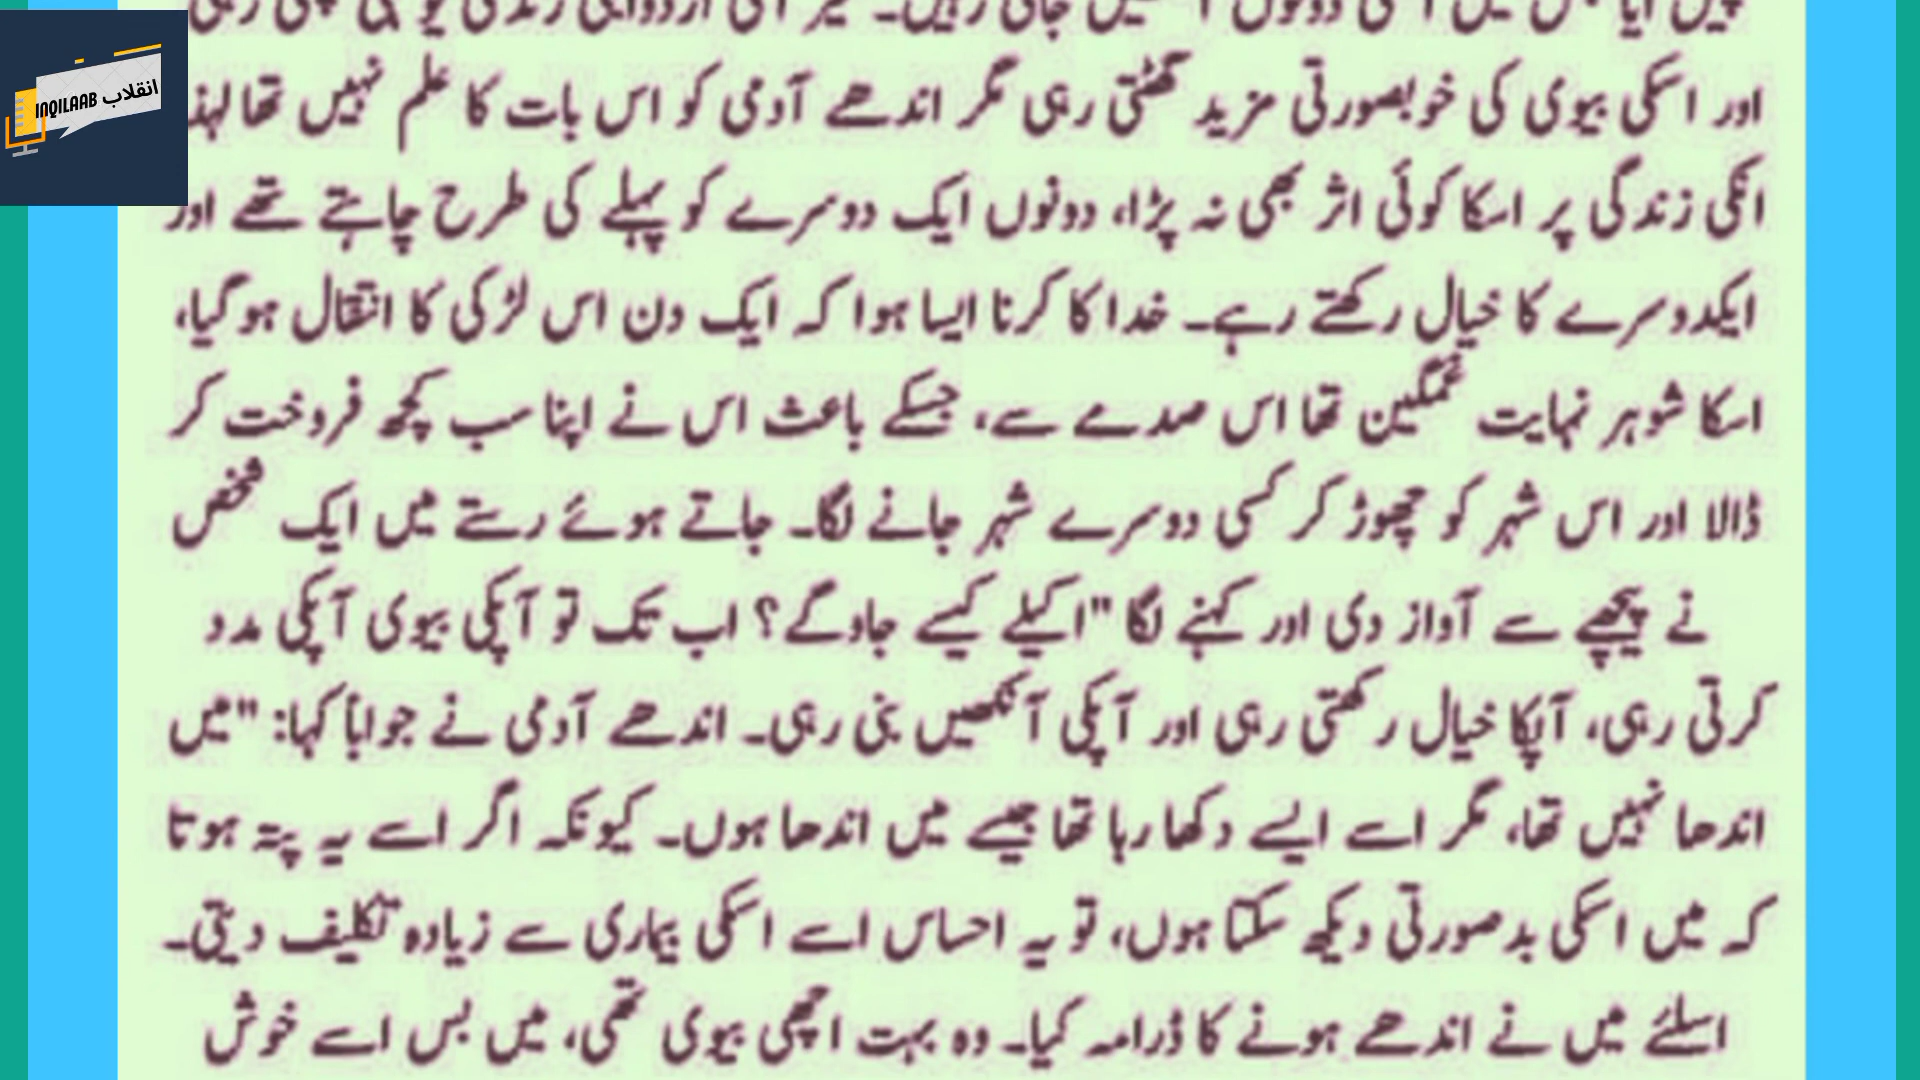 INQILAAB انقلاب
اور اسکی بیوی کی خوبصورتی مزید گھٹتی رہی مگر اندھے آدمی کو اس بات کا علم نہیں تھا لہذ
انکی زندگی پر اسکا کوئی اثر بھی نہ پڑا، دونوں ایک دوسرے کو پہلے کی طرح چاہتے تھے اور
ایکدوسرے کا خیال رکھتے رہے۔ خدا کا کرنا ایسا ہوا کہ ایک دن اس لڑکی کا انتقال ہو گیا،
اسکا شوہر نہایت غمگین تھا اس صدمے سے، جسکے باعث اس نے اپنا سب کچھ فروخت کر
ڈالا اور اس شہر کو چھوڑ کر کسی دوسرے شہر جانے لگا۔ جاتے ہوئے رستے میں ایک شخص
نے پیچھے سے آواز دی اور کہنے لگا "اکیلے کیسے جاوگے؟ اب تک تو آپکی بیوی آپکی مدد
کرتی رہی، آپکا خیال رکھتی رہی اور آپکی آنکھیں بنی رہی۔ اندھے آدمی نے جواباً کہا: "میں
اندھا نہیں تھا، مگر اسے ایسے دکھا رہا تھا جیسے میں اندھا ہوں۔ کیونکہ اگر اسے یہ پتہ ہوتا
کہ میں اسکی بدصورتی دیکھ سکتا ہوں، تو یہ احساس اسے اسکی بیماری سے زیادہ تکلیف دیتی۔
اسلئے میں نے اندھے ہونے کا ڈرامہ کیا۔ وہ بہت اچھی بیوی تھی، میں بس اسے خوش